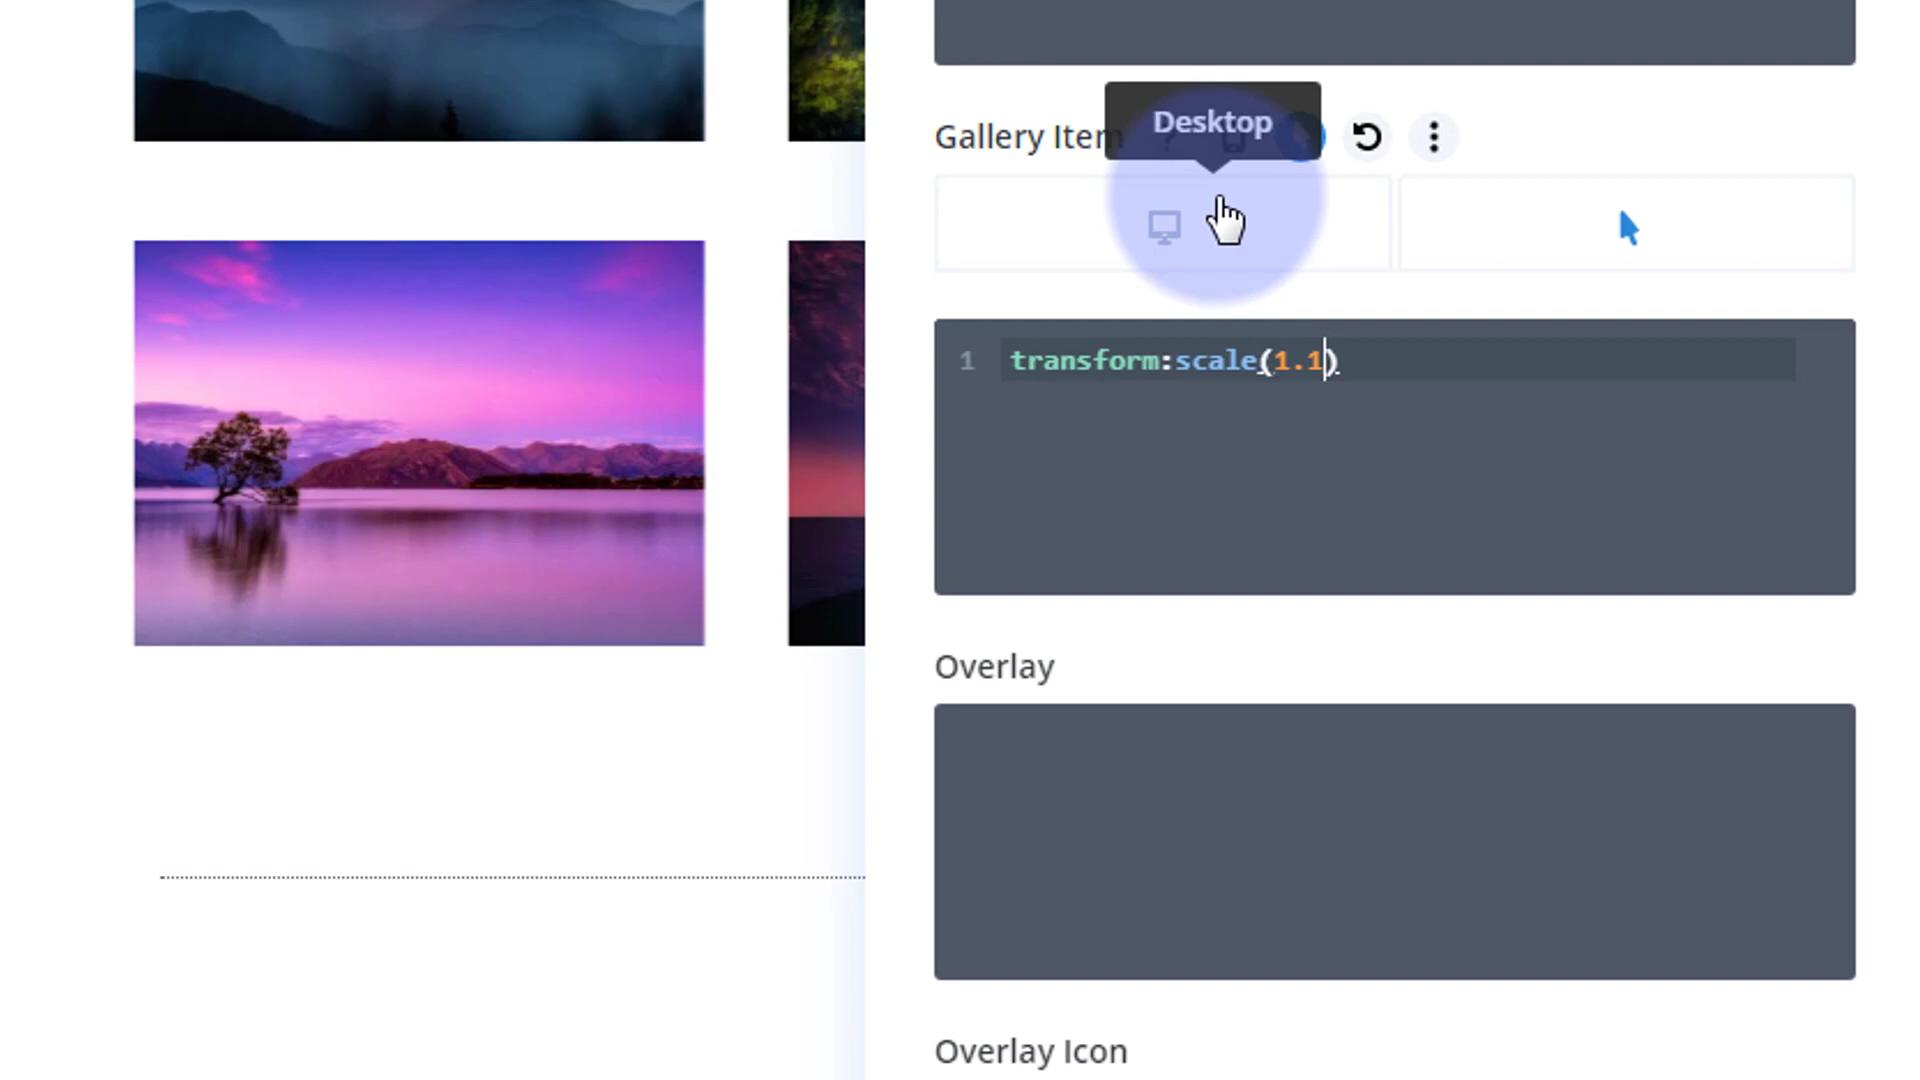 Desktop
Gallery Item
1 transform:scale(1.1)
Overlay
Overlay Icon